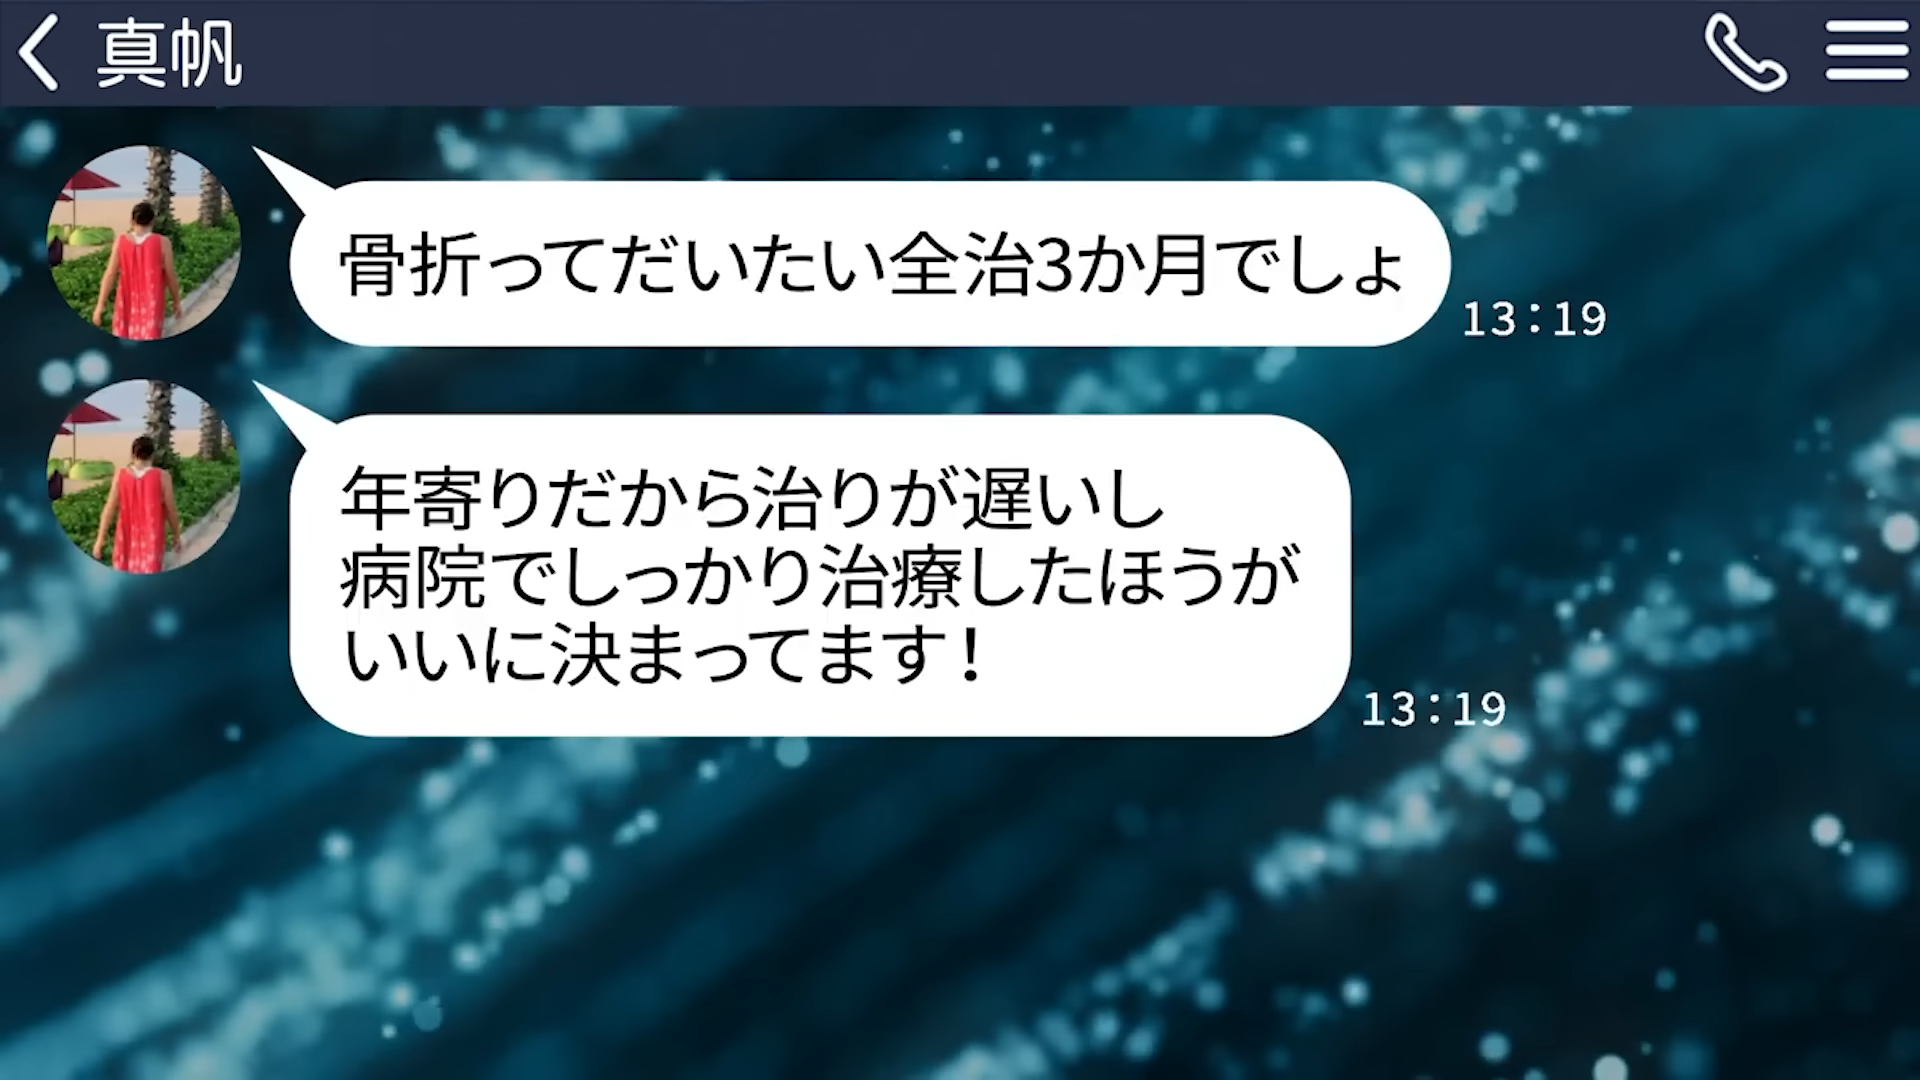 真帆
骨折ってだいたい全治3か月でしょ
13:19
年寄りだから治りが遅いし
病院でしっかり治療したほうが
いいに決まってます！
13:19